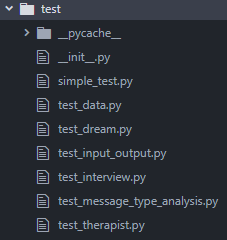 test
__pycache__
__init__.py
simple_test.py
test_data.py
test_dream.py
test_input_output.py
test_interview.py
test_message_type_analysis.py
test_therapist.py